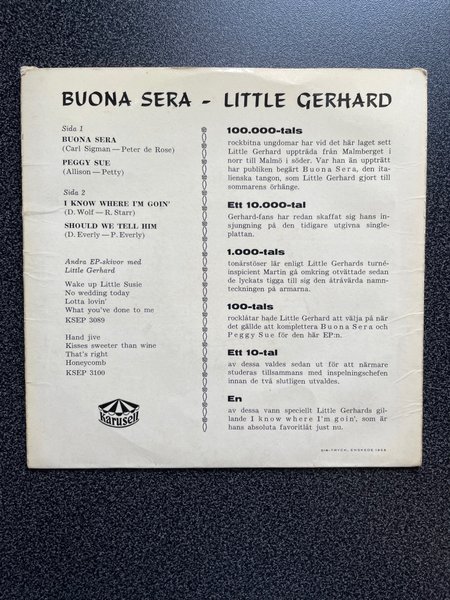 BUONA SERA - LITTLE GERHARD
Sida 1
BUONA SERA
(Carl Sigman — Peter de Rose)
PEGGY SUE
(Allison — Petty)
Sida 2
I KNOW WHERE I'M GOIN'
(D. Wolf — R. Starr)
SHOULD WE TELL HIM
(D. Everly — P. Everly)
Andra EP-skivor med
Little Gerhard
Wake up Little Susie
No wedding today
Lotta lovin'
What you've done to me
KSEP 3089
Hand jive
Kisses sweeter than wine
That's right
Honeycomb
KSEP 3100
Karusell
100.000-tals
rockbitna ungdomar har vid det här laget sett
Little Gerhard uppträda från Malmberget i
norr till Malmö i söder. Var han än uppträtt
har publiken begärt Buona Sera, den ita-
lienska tangon, som Little Gerhard gjort till
sommarens örhänge.
Ett 10.000-tal
Gerhard-fans har redan skaffat sig hans in-
sjungning på den tidigare utgivna single-
plattan.
1.000-tals
tonårstöser lär enligt Little Gerhards turné-
inspicient Martin gå omkring otvättade sedan
de lyckats tigga till sig den åtråvärda namn-
teckningen på armarna.
100-tals
rocklåtar hade Little Gerhard att välja på när
det gällde att komplettera Buona Sera och
Peggy Sue för den här EP:n.
Ett 10-tal
av dessa valdes sedan ut för att närmare
studeras tillsammans med inspelningschefen
innan de två slutligen utvaldes.
En
av dessa vann speciellt Little Gerhards gil-
lande I know where I'm goin', som är
hans absoluta favoritlåt just nu.